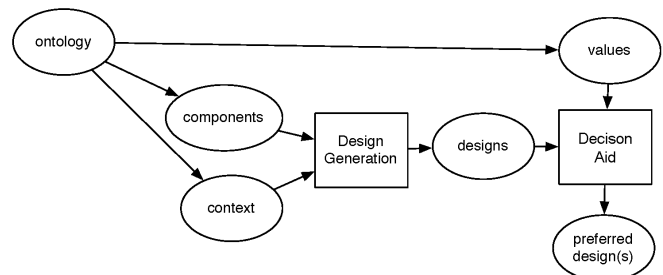 ontology
values
components
Design
Generation
designs
Decison
Aid
context
preferred
design(s)